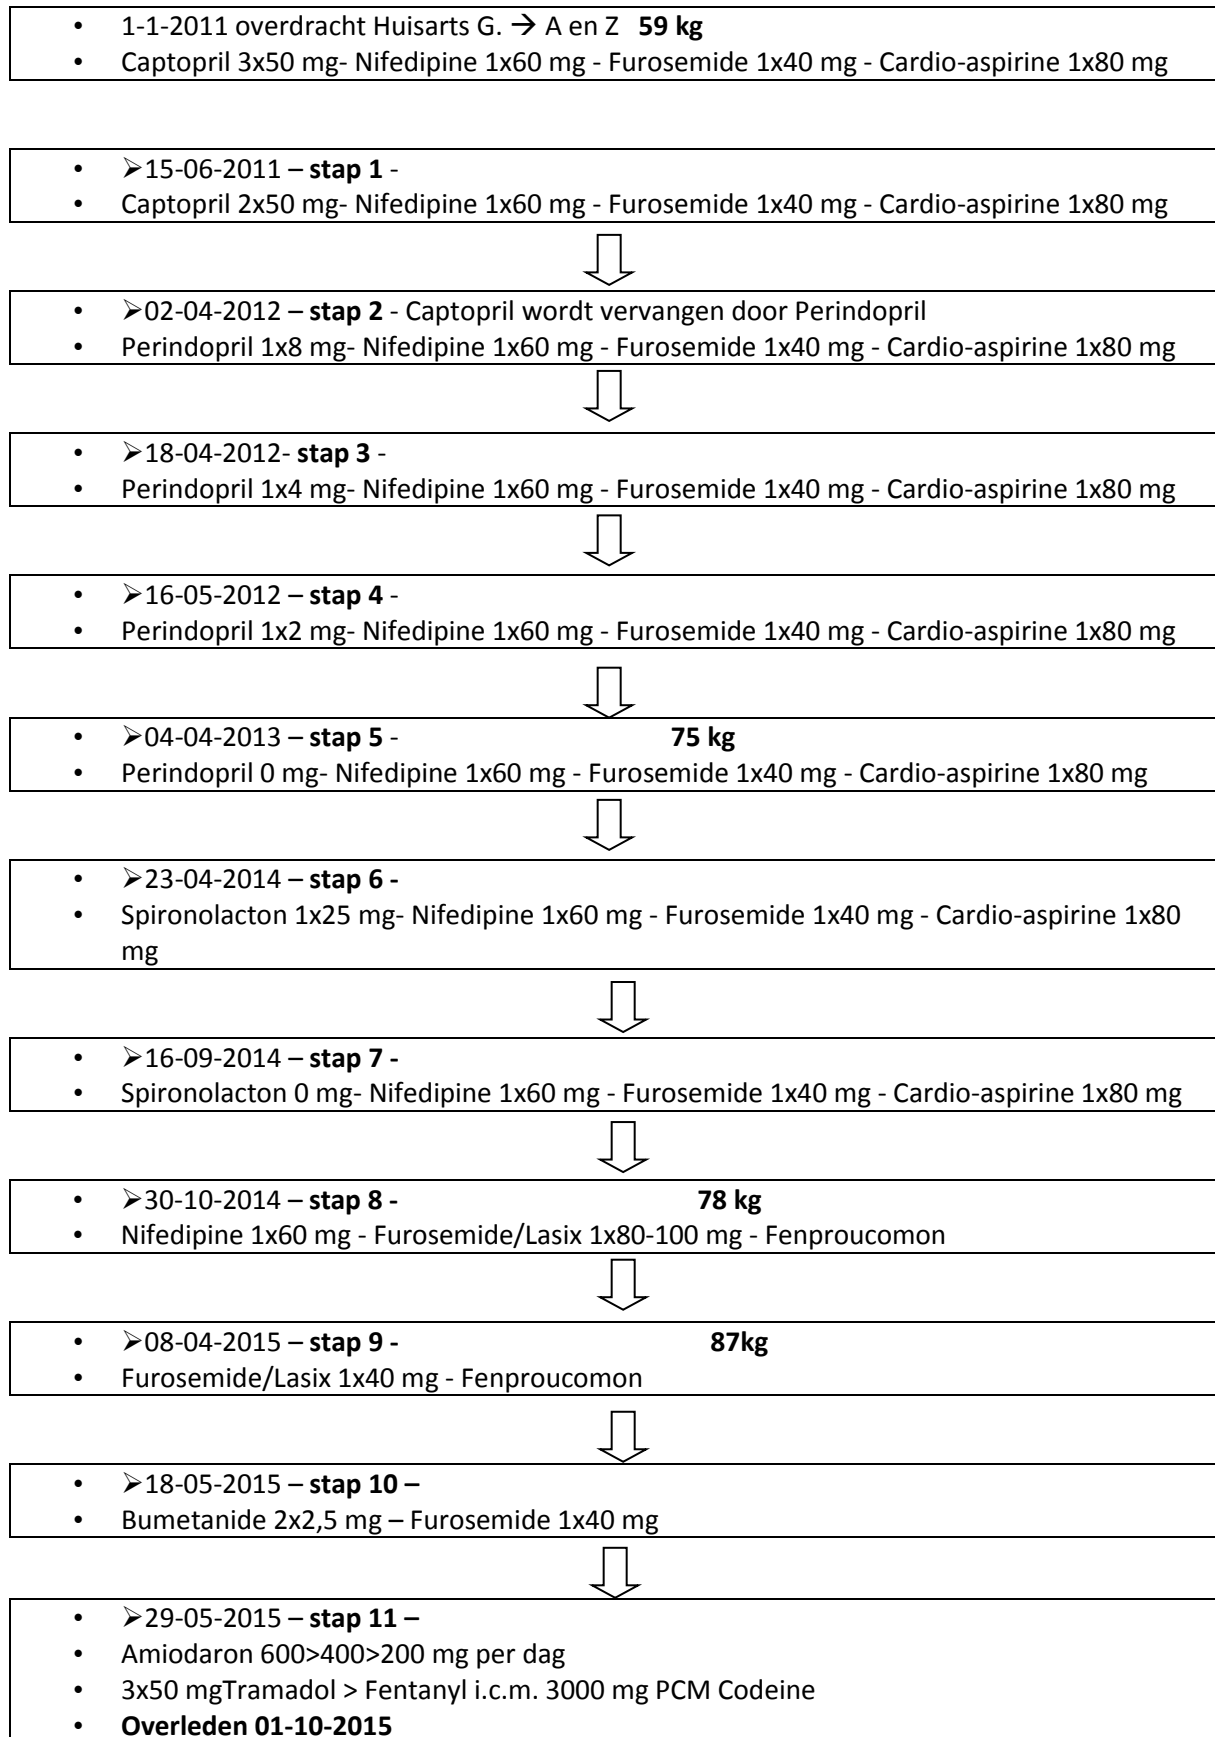 • 1-1-2011 overdracht Huisarts G. → A en Z 59 kg
• Captopril 3x50 mg- Nifedipine 1x60 mg - Furosemide 1x40 mg - Cardio-aspirine 1x80 mg
• ➢15-06-2011 – stap 1 -
• Captopril 2x50 mg- Nifedipine 1x60 mg - Furosemide 1x40 mg - Cardio-aspirine 1x80 mg
• ➢02-04-2012 – stap 2 - Captopril wordt vervangen door Perindopril
• Perindopril 1x8 mg- Nifedipine 1x60 mg - Furosemide 1x40 mg - Cardio-aspirine 1x80 mg
• ➢18-04-2012- stap 3 -
• Perindopril 1x4 mg- Nifedipine 1x60 mg - Furosemide 1x40 mg - Cardio-aspirine 1x80 mg
• ➢16-05-2012 – stap 4 -
• Perindopril 1x2 mg- Nifedipine 1x60 mg - Furosemide 1x40 mg - Cardio-aspirine 1x80 mg
• ➢04-04-2013 – stap 5 - 75 kg
• Perindopril 0 mg- Nifedipine 1x60 mg - Furosemide 1x40 mg - Cardio-aspirine 1x80 mg
• ➢23-04-2014 – stap 6 -
• Spironolacton 1x25 mg- Nifedipine 1x60 mg - Furosemide 1x40 mg - Cardio-aspirine 1x80
mg
• ➢16-09-2014 – stap 7 -
• Spironolacton 0 mg- Nifedipine 1x60 mg - Furosemide 1x40 mg - Cardio-aspirine 1x80 mg
• ➢30-10-2014 – stap 8 - 78 kg
• Nifedipine 1x60 mg - Furosemide/Lasix 1x80-100 mg - Fenproucomon
• ➢08-04-2015 – stap 9 - 87kg
• Furosemide/Lasix 1x40 mg - Fenproucomon
• ➢18-05-2015 – stap 10 –
• Bumetanide 2x2,5 mg – Furosemide 1x40 mg
• ➢29-05-2015 – stap 11 –
• Amiodaron 600>400>200 mg per dag
• 3x50 mgTramadol > Fentanyl i.c.m. 3000 mg PCM Codeine
• Overleden 01-10-2015